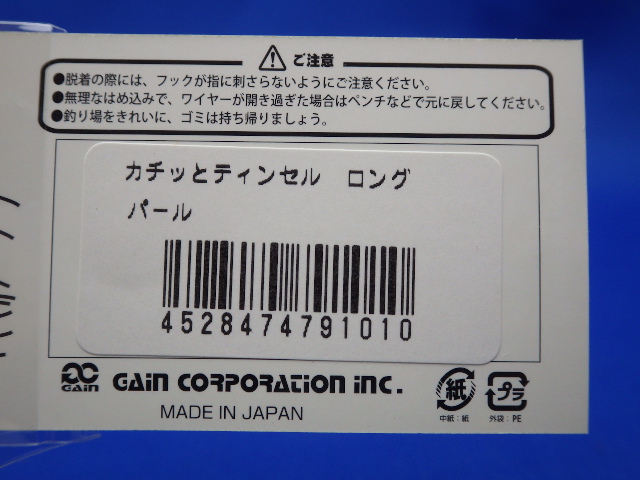 ご注意
●脱着の際には、フックが指に刺さらないようにご注意ください。
●無理なはめ込みで、ワイヤーが開き過ぎた場合はペンチなどで元に戻してください。
●釣り場をきれいに、ゴミは持ち帰りましょう。
カチッとティンセル　ロング
パール
4528474791010
GAIN
GAIN CORPORATION INC.
MADE IN JAPAN
紙
中紙：紙
プラ
外袋：PE